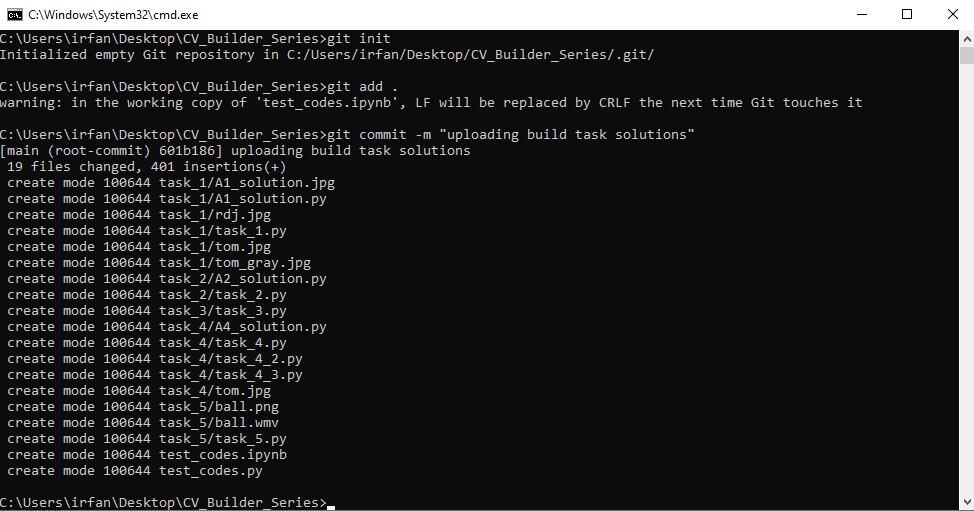 C:\Windows\System32\cmd.exe
C:\Users\irfan\Desktop\CV_Builder_Series>git init
Initialized empty Git repository in C:/Users/irfan/Desktop/CV_Builder_Series/.git/
C:\Users\irfan\Desktop\CV_Builder_Series>git add .
warning: in the working copy of 'test_codes.ipynb', LF will be replaced by CRLF the next time Git touches it
C:\Users\irfan\Desktop\CV_Builder_Series>git commit -m "uploading build task solutions"
[main (root-commit) 601b186] uploading build task solutions
19 files changed, 401 insertions(+)
create mode 100644 task_1/A1_solution.jpg
create mode 100644 task_1/A1_solution.py
create mode 100644 task_1/rdj.jpg
create mode 100644 task_1/task_1.py
create mode 100644 task_1/tom.jpg
create mode 100644 task_1/tom_gray.jpg
create mode 100644 task_2/A2_solution.py
create mode 100644 task_2/task_2.py
create mode 100644 task_3/task_3.py
create mode 100644 task_4/A4_solution.py
create mode 100644 task_4/task_4.py
create mode 100644 task_4/task_4_2.py
create mode 100644 task_4/task_4_3.py
create mode 100644 task_4/tom.jpg
create mode 100644 task_5/ball.png
create mode 100644 task_5/ball.wmv
create mode 100644 task_5/task_5.py
create mode 100644 test_codes.ipynb
create mode 100644 test_codes.py
C:\Users\irfan\Desktop\CV_Builder_Series>